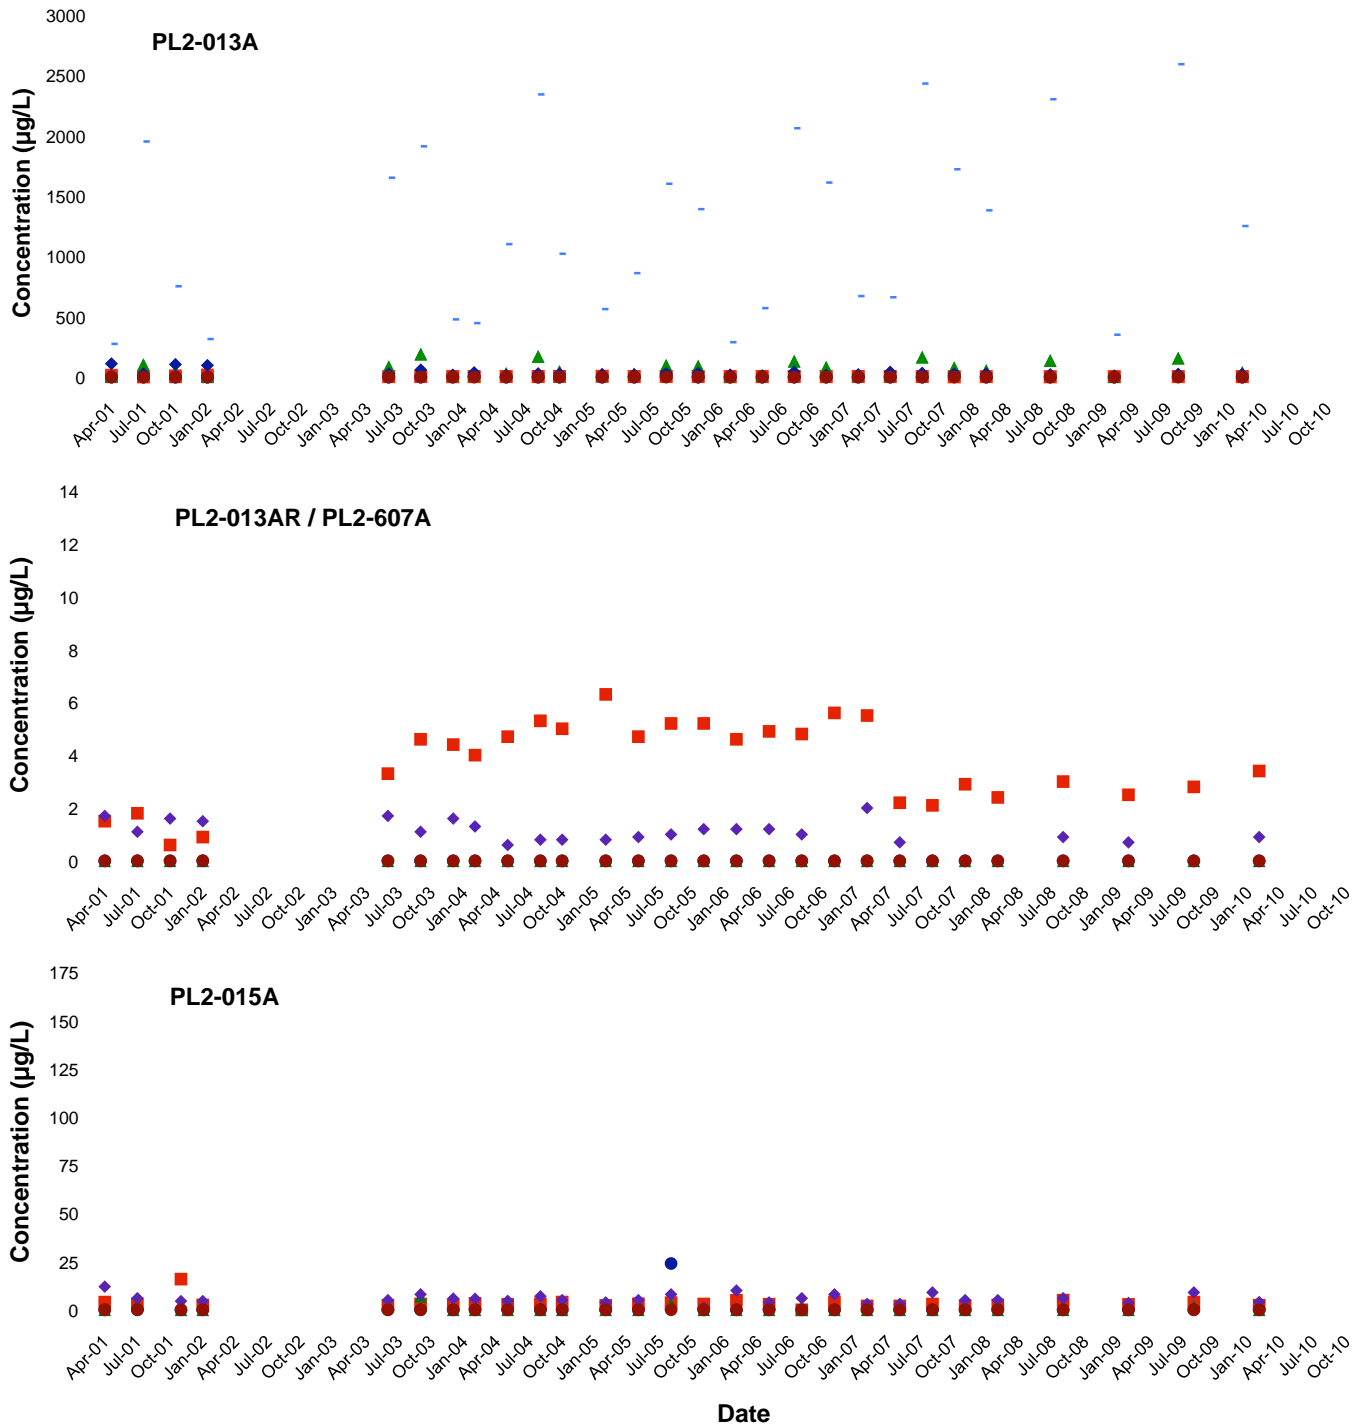 PL2-013A
Concentration (µg/L)
3000
2500
2000
1500
1000
500
0
Apr-01 Jul-01 Oct-01 Jan-02 Apr-02 Jul-02 Oct-02 Jan-03 Apr-03 Jul-03 Oct-03 Jan-04 Apr-04 Jul-04 Oct-04 Jan-05 Apr-05 Jul-05 Oct-05 Jan-06 Apr-06 Jul-06 Oct-06 Jan-07 Apr-07 Jul-07 Oct-07 Jan-08 Apr-08 Jul-08 Oct-08 Jan-09 Apr-09 Jul-09 Oct-09 Jan-10 Apr-10 Jul-10 Oct-10
PL2-013AR / PL2-607A
Concentration (µg/L)
14
12
10
8
6
4
2
0
Apr-01 Jul-01 Oct-01 Jan-02 Apr-02 Jul-02 Oct-02 Jan-03 Apr-03 Jul-03 Oct-03 Jan-04 Apr-04 Jul-04 Oct-04 Jan-05 Apr-05 Jul-05 Oct-05 Jan-06 Apr-06 Jul-06 Oct-06 Jan-07 Apr-07 Jul-07 Oct-07 Jan-08 Apr-08 Jul-08 Oct-08 Jan-09 Apr-09 Jul-09 Oct-09 Jan-10 Apr-10 Jul-10 Oct-10
PL2-015A
Concentration (µg/L)
175
150
125
100
75
50
25
0
Apr-01 Jul-01 Oct-01 Jan-02 Apr-02 Jul-02 Oct-02 Jan-03 Apr-03 Jul-03 Oct-03 Jan-04 Apr-04 Jul-04 Oct-04 Jan-05 Apr-05 Jul-05 Oct-05 Jan-06 Apr-06 Jul-06 Oct-06 Jan-07 Apr-07 Jul-07 Oct-07 Jan-08 Apr-08 Jul-08 Oct-08 Jan-09 Apr-09 Jul-09 Oct-09 Jan-10 Apr-10 Jul-10 Oct-10
Date